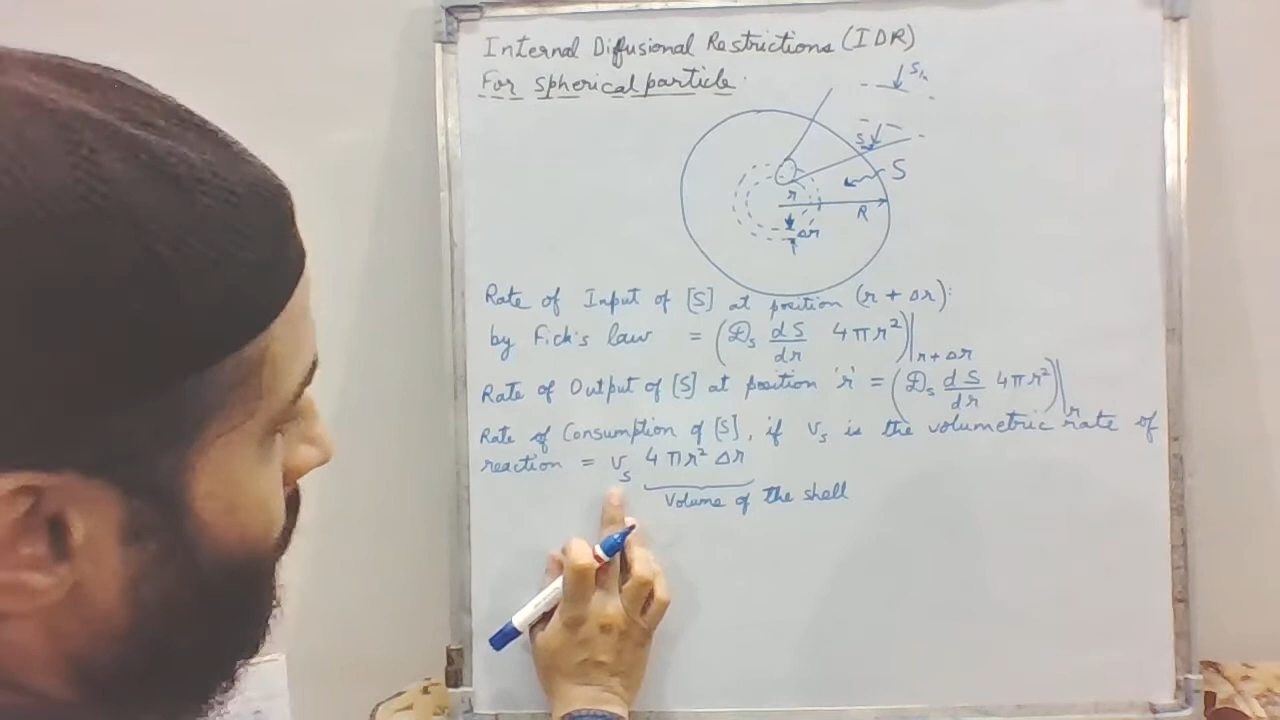 Internal Diffusional Restrictions (IDR)
For spherical particle.
S
S
r
R
Δr
Rate of Input of [S] at position (r + Δr):
by Fick's law = (Ds dS/dr 4πr²)|r+Δr
Rate of Output of [S] at position 'r' = (Ds dS/dr 4πr²)|r
Rate of Consumption of [S], if vs is the volumetric rate of
reaction = vs 4πr² Δr
Volume of the shell